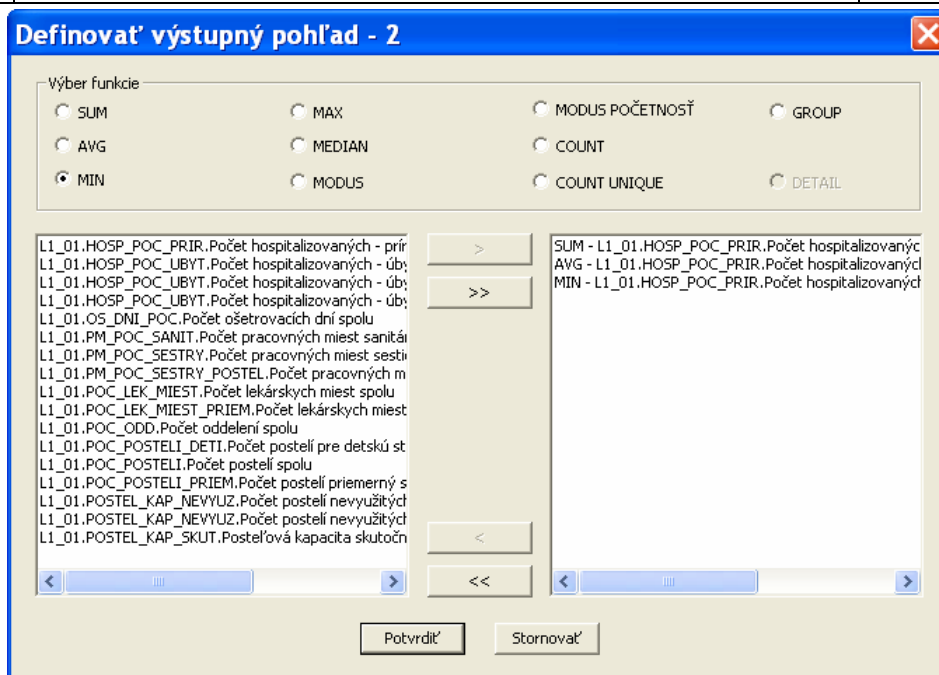 Definovať výstupný pohľad - 2
Výber funkcie
SUM MAX MODUS POČETNOSŤ GROUP
AVG MEDIAN COUNT
MIN MODUS COUNT UNIQUE DETAIL
L1_01.HOSP_POC_PRIR.Počet hospitalizovaných - prír
L1_01.HOSP_POC_UBYT.Počet hospitalizovaných - úby
L1_01.HOSP_POC_UBYT.Počet hospitalizovaných - úby
L1_01.HOSP_POC_UBYT.Počet hospitalizovaných - úby
L1_01.OS_DNI_POC.Počet ošetrovacích dní spolu
L1_01.PM_POC_SANIT.Počet pracovných miest sanitár
L1_01.PM_POC_SESTRY.Počet pracovných miest sestie
L1_01.PM_POC_SESTRY_POSTEL.Počet pracovných m
L1_01.POC_LEK_MIEST.Počet lekárskych miest spolu
L1_01.POC_LEK_MIEST_PRIEM.Počet lekárskych miest
L1_01.POC_ODD.Počet oddelení spolu
L1_01.POC_POSTELI_DETI.Počet postelí pre detskú st
L1_01.POC_POSTELI.Počet postelí spolu
L1_01.POC_POSTELI_PRIEM.Počet postelí priemerný s
L1_01.POSTEL_KAP_NEVYUZ.Počet postelí nevyužitých
L1_01.POSTEL_KAP_NEVYUZ.Počet postelí nevyužitých
L1_01.POSTEL_KAP_SKUT.Posteľová kapacita skutočn
>
>>
<
<<
SUM - L1_01.HOSP_POC_PRIR.Počet hospitalizovanýc
AVG - L1_01.HOSP_POC_PRIR.Počet hospitalizovanýcl
MIN - L1_01.HOSP_POC_PRIR.Počet hospitalizovaných
Potvrdiť Stornovať